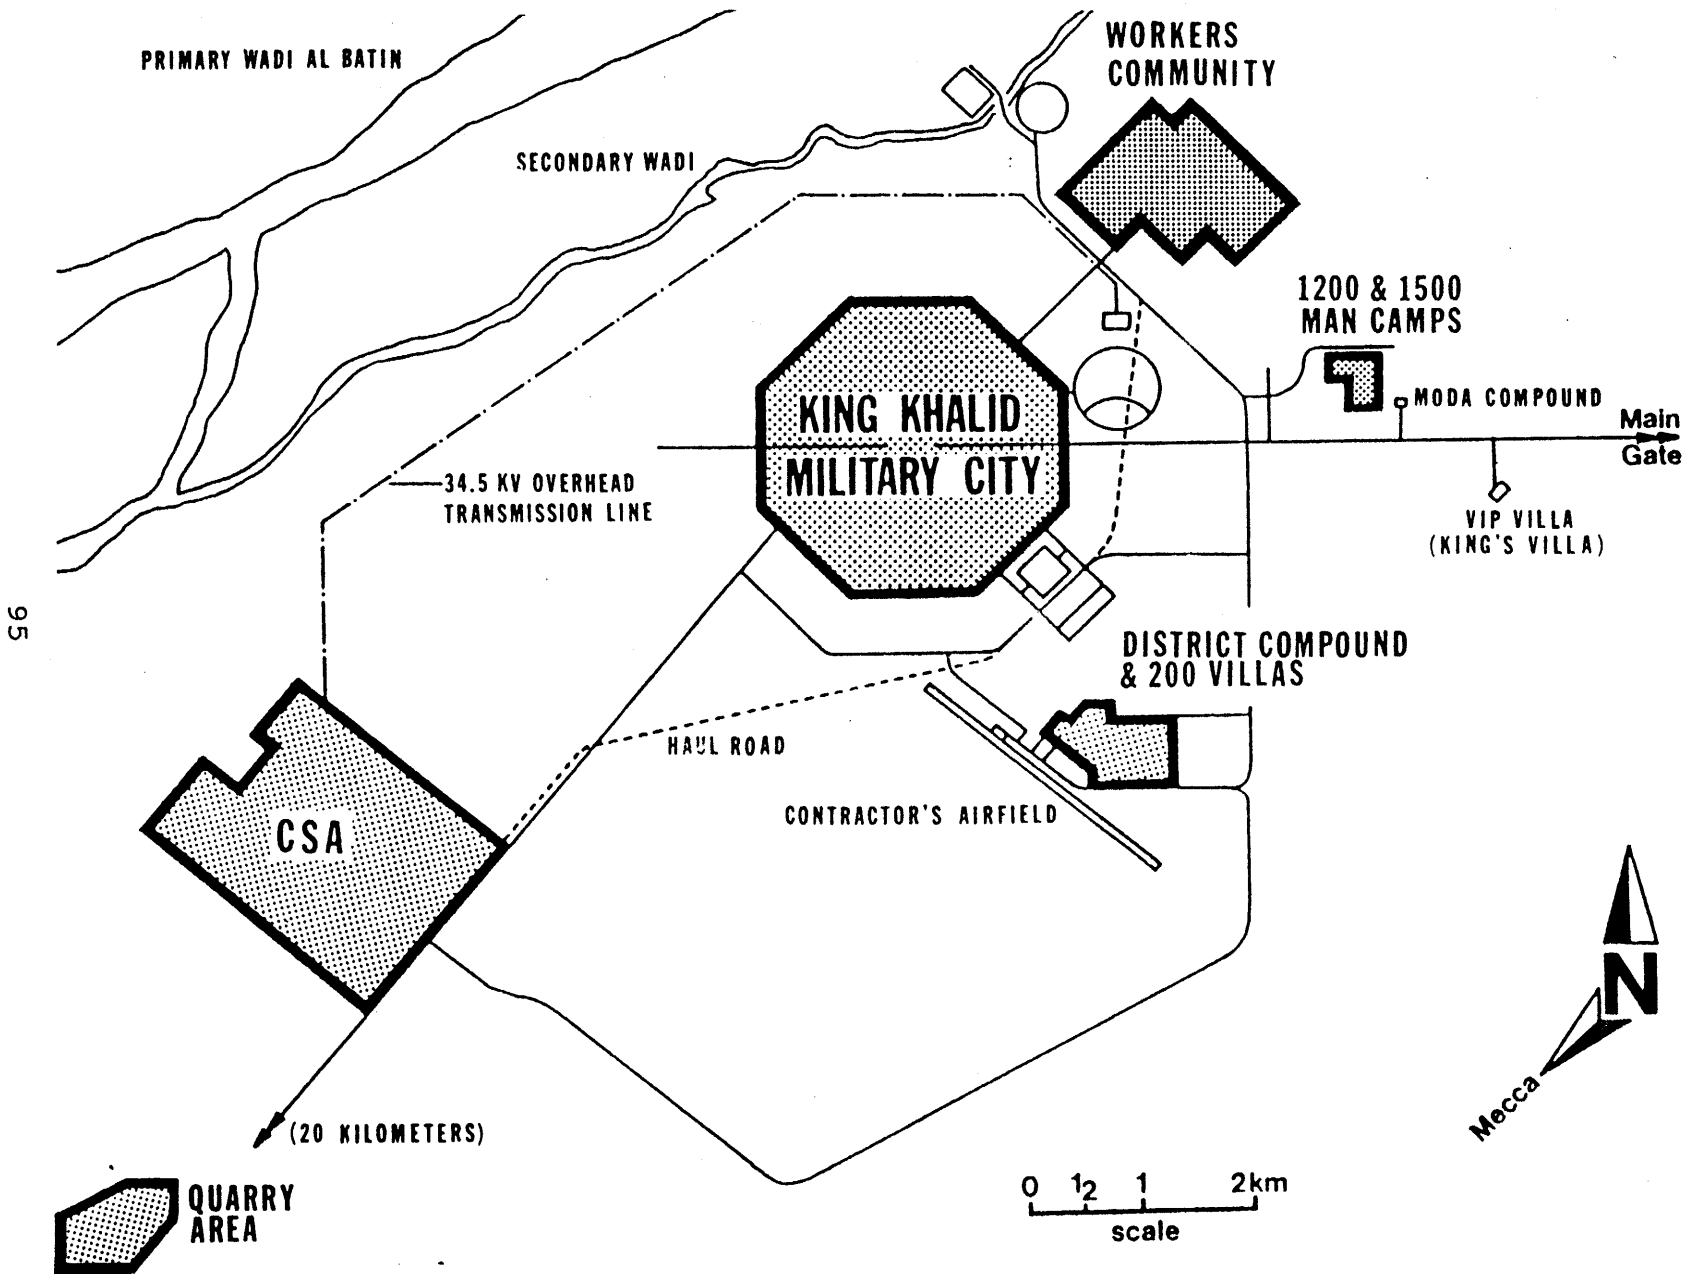 PRIMARY WADI AL BATIN
WORKERS
COMMUNITY
SECONDARY WADI
1200 & 1500
MAN CAMPS
KING KHALID
MILITARY CITY
MODA COMPOUND
Main
Gate
34.5 KV OVERHEAD
TRANSMISSION LINE
VIP VILLA
(KING'S VILLA)
95
DISTRICT COMPOUND
& 200 VILLAS
HAUL ROAD
CONTRACTOR'S AIRFIELD
CSA
N
Mecca
(20 KILOMETERS)
QUARRY
AREA
0 12 1 2km
scale